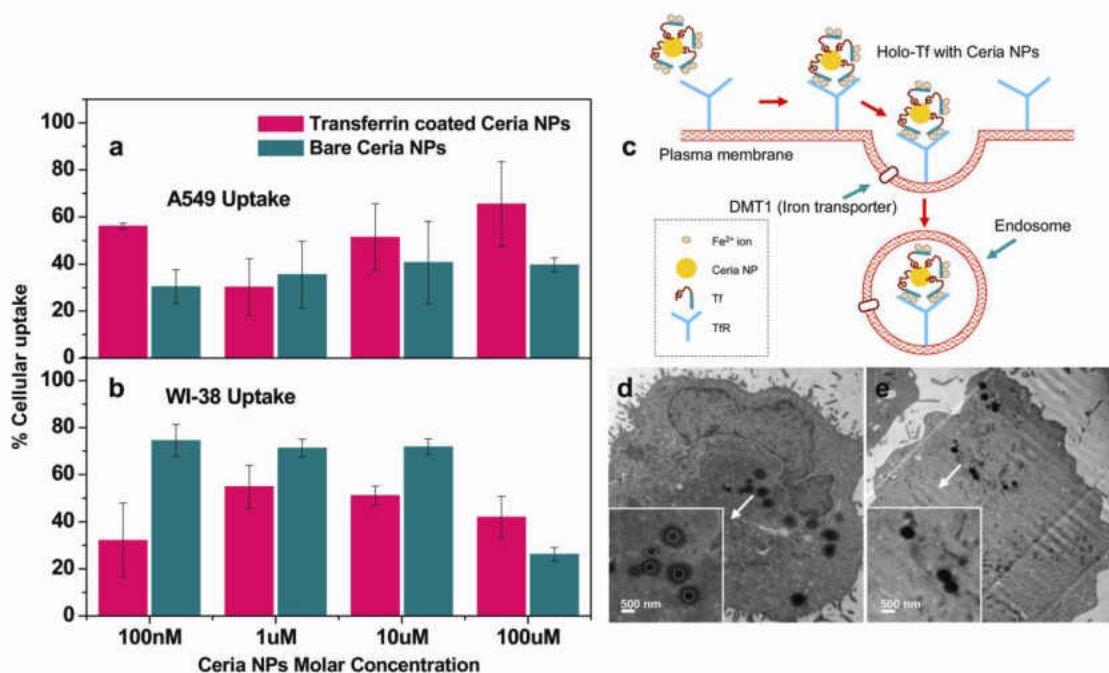 100
80
60
40
20
0
a
Transferrin coated Ceria NPs
Bare Ceria NPs
A549 Uptake
% Cellular uptake
100
80
60
40
20
0
b
WI-38 Uptake
100nM 1uM 10uM 100uM
Ceria NPs Molar Concentration
Holo-Tf with Ceria NPs
c
Plasma membrane
DMT1 (Iron transporter)
Endosome
Fe²⁺ ion
Ceria NP
Tf
TfR
d
500 nm
e
500 nm